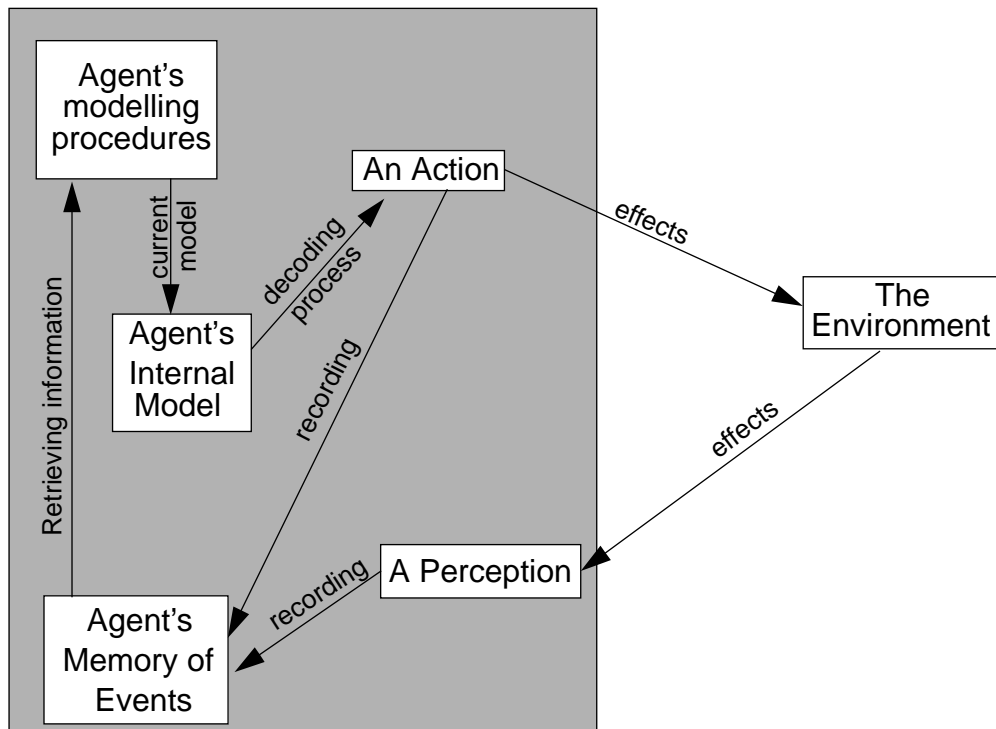 Agent's
modelling
procedures
An Action
effects
current
model
decoding
process
The
Environment
Agent's
Internal
Model
recording
Retrieving information
effects
A Perception
recording
Agent's
Memory of
Events